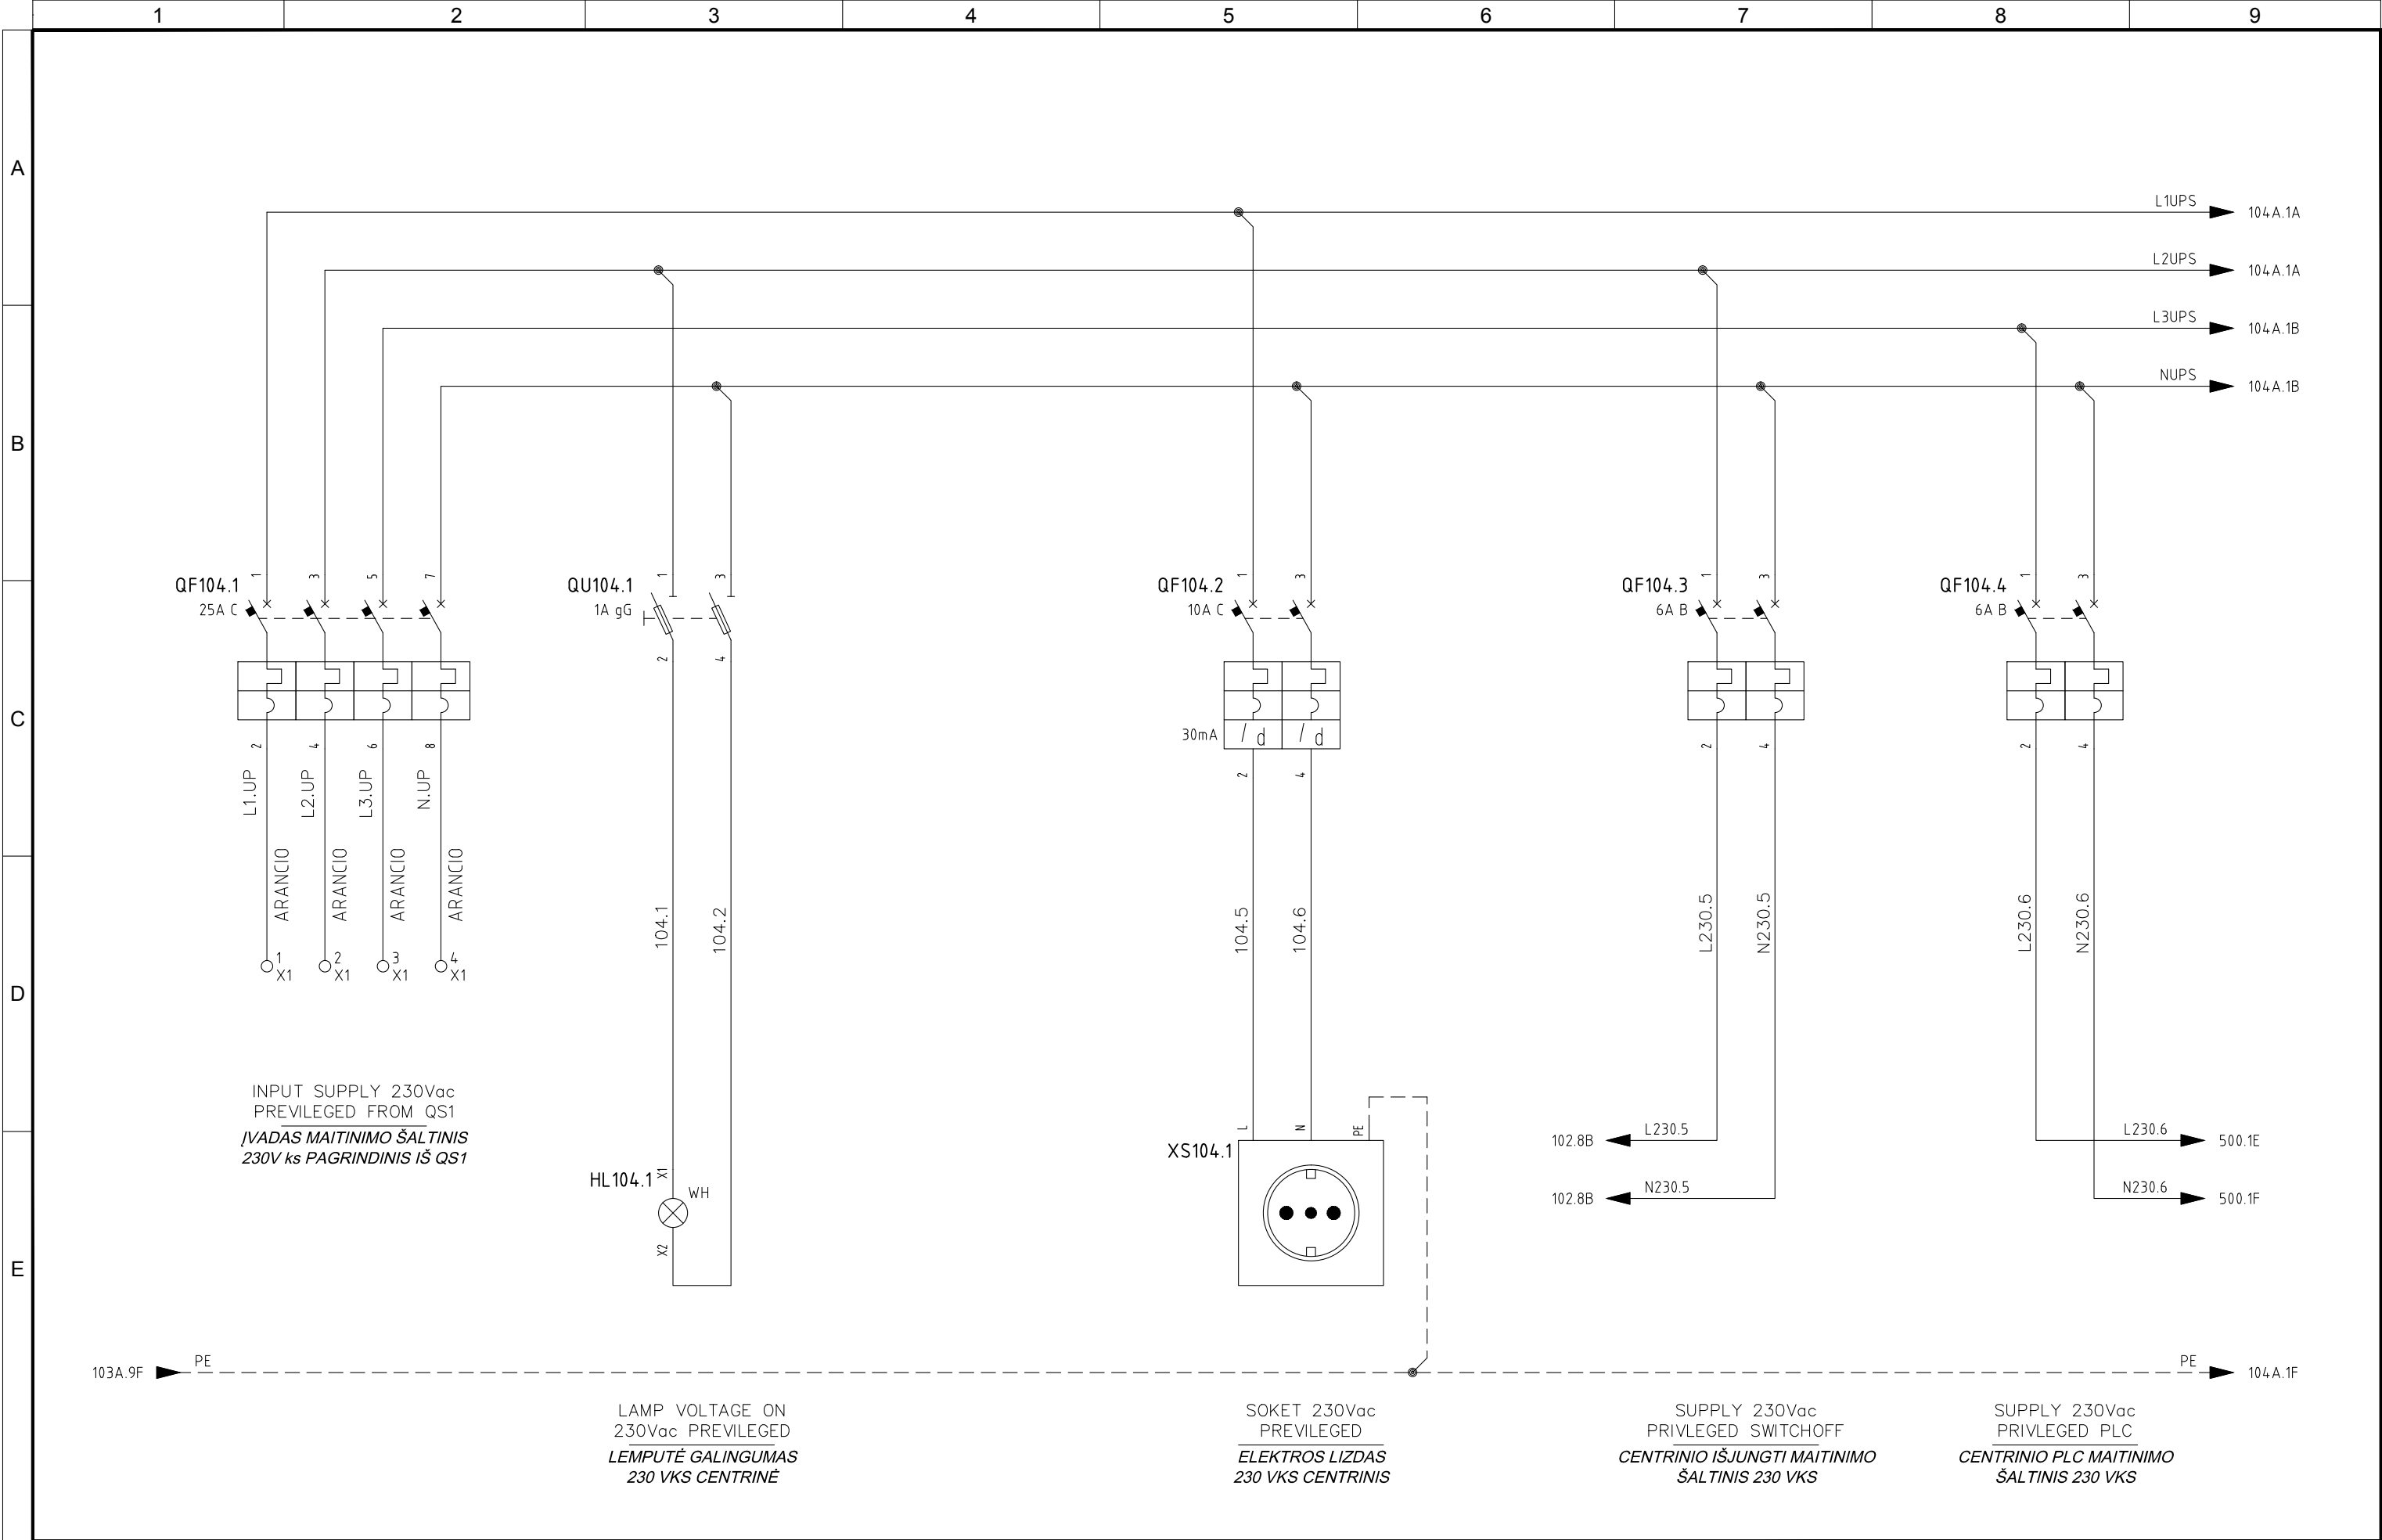 1 2 3 4 5 6 7 8 9
A
L1UPS 104A.1A
L2UPS 104A.1A
L3UPS 104A.1B
NUPS 104A.1B
B
QF104.1 1 3 5 7
25A C
QU104.1 1 3
1A gG
QF104.2 1 3
10A C
QF104.3 1 3
6A B
QF104.4 1 3
6A B
2 4
C
30mA / d / d
2 4 6 8
2 4
2 4
2 4
L1.UP L2.UP L3.UP N.UP
ARANCIO ARANCIO ARANCIO ARANCIO
104.1 104.2
104.5 104.6
L230.5 N230.5
L230.6 N230.6
1 2 3 4
X1 X1 X1 X1
D
INPUT SUPPLY 230Vac
PREVILEGED FROM QS1
ĮVADAS MAITINIMO ŠALTINIS
230V ks PAGRINDINIS IŠ QS1
L N PE
XS104.1
HL104.1 X1
WH
X2
102.8B L230.5
102.8B N230.5
L230.6 500.1E
N230.6 500.1F
E
103A.9F PE
PE 104A.1F
LAMP VOLTAGE ON
230Vac PREVILEGED
LEMPUTĖ GALINGUMAS
230 VKS CENTRINĖ
SOKET 230Vac
PREVILEGED
ELEKTROS LIZDAS
230 VKS CENTRINIS
SUPPLY 230Vac
PRIVLEGED SWITCHOFF
CENTRINIO IŠJUNGTI MAITINIMO
ŠALTINIS 230 VKS
SUPPLY 230Vac
PRIVLEGED PLC
CENTRINIO PLC MAITINIMO
ŠALTINIS 230 VKS